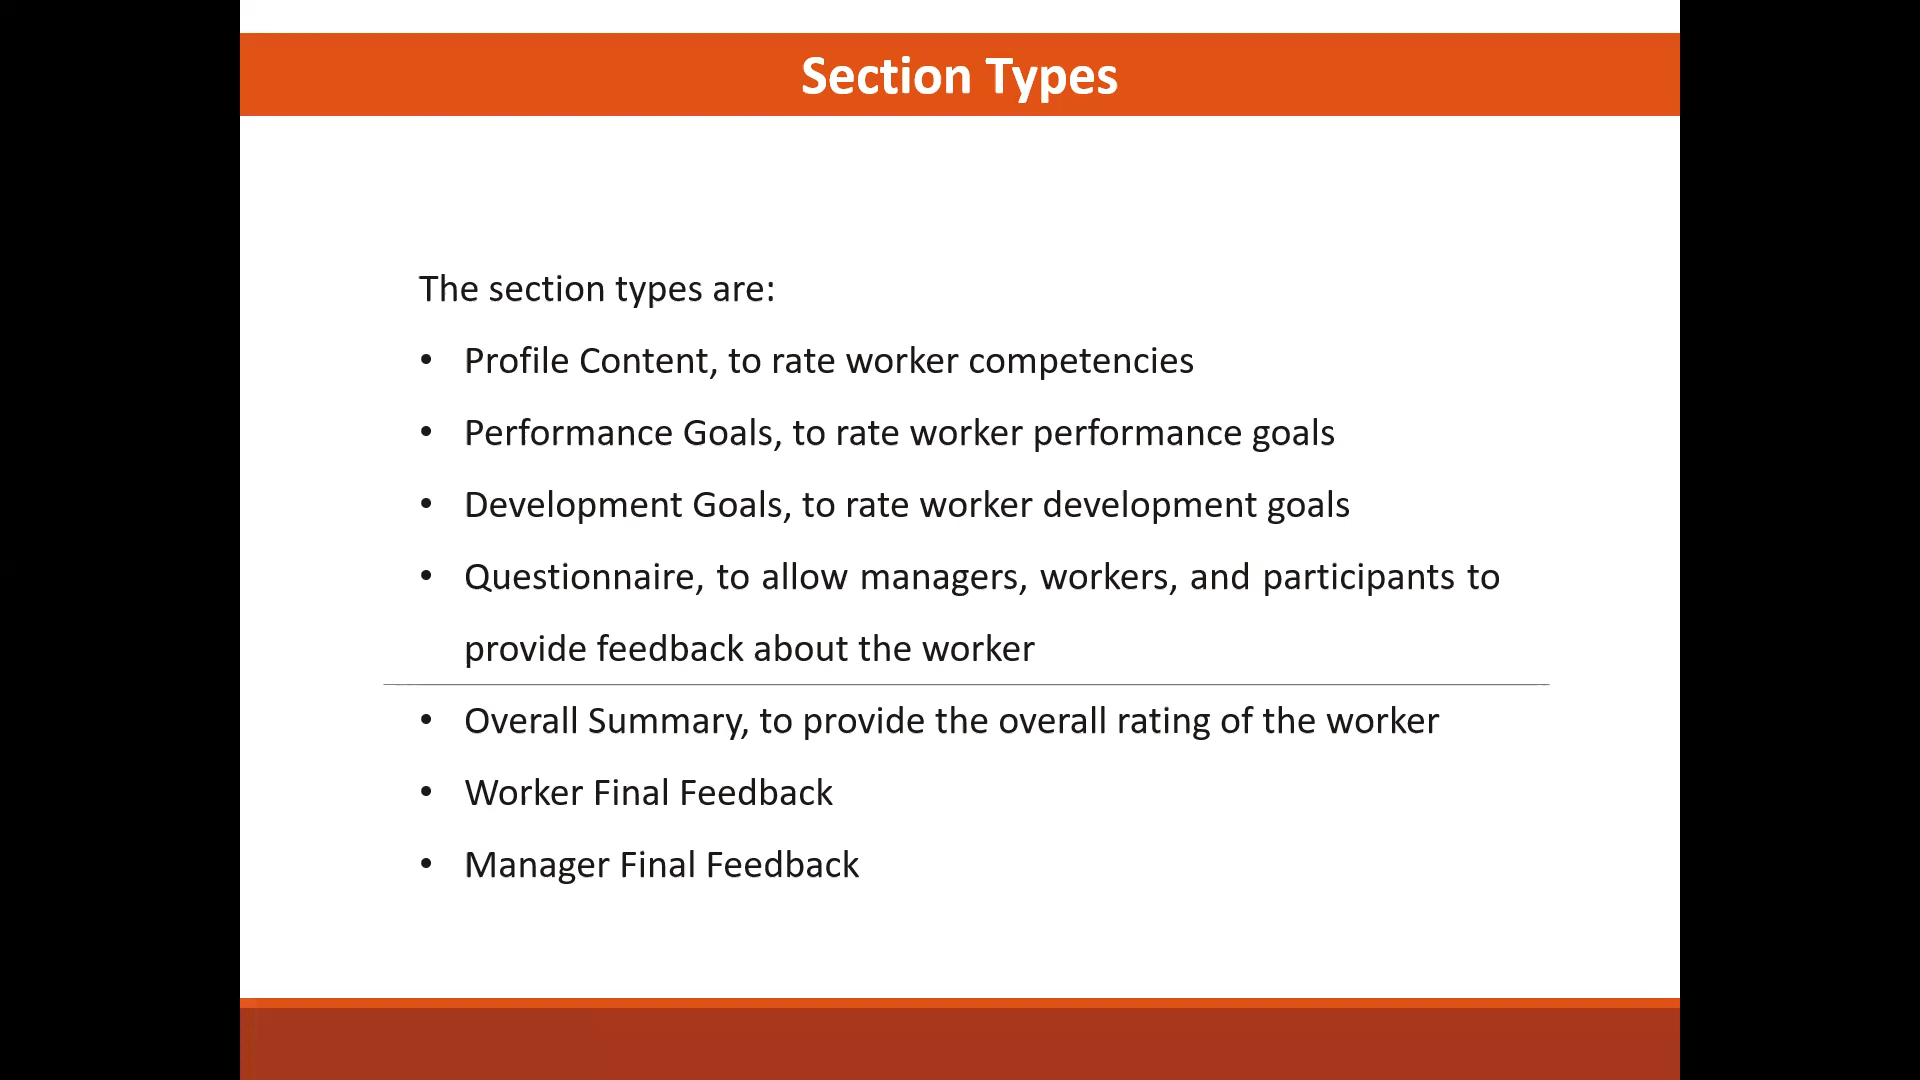 Section Types
The section types are:
• Profile Content, to rate worker competencies
• Performance Goals, to rate worker performance goals
• Development Goals, to rate worker development goals
• Questionnaire, to allow managers, workers, and participants to
provide feedback about the worker
• Overall Summary, to provide the overall rating of the worker
• Worker Final Feedback
• Manager Final Feedback